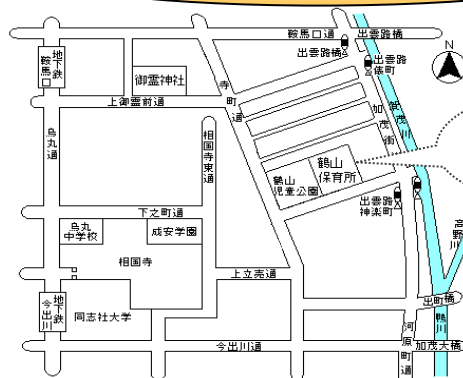 鞍馬口通
出雲路橋
N
地下鉄
鞍馬口
出雲路橋
出雲路
俵町
御霊神社
寺町通
上御霊前通
加茂街
賀茂川
烏丸通
相国寺東通
鶴山
保育所
鶴山
児童公園
出雲路
神楽町
下之町通
高野川
烏丸
中学校
成安学園
相国寺
上立売通
地下鉄
今出川
同志社大学
出町橋
鴨川
河原町通
今出川通
加茂大橋